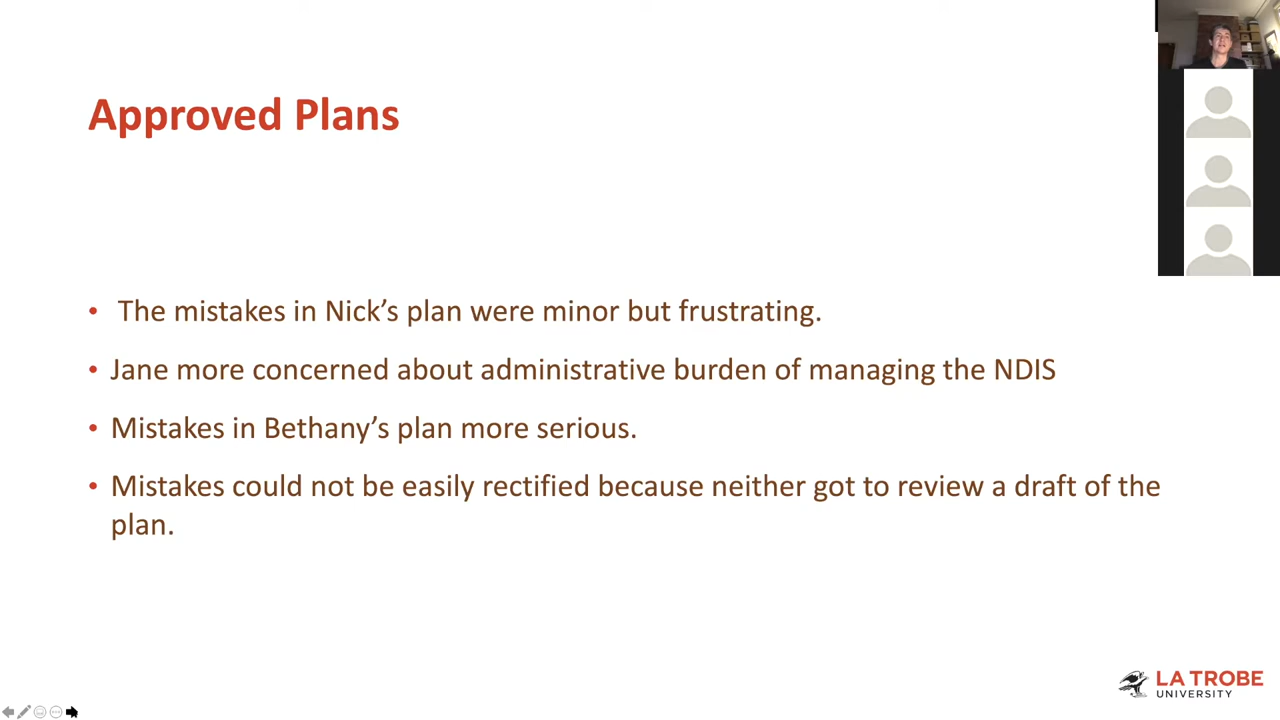 Approved Plans
• The mistakes in Nick’s plan were minor but frustrating.
• Jane more concerned about administrative burden of managing the NDIS
• Mistakes in Bethany’s plan more serious.
• Mistakes could not be easily rectified because neither got to review a draft of the
plan.
LA TROBE
UNIVERSITY